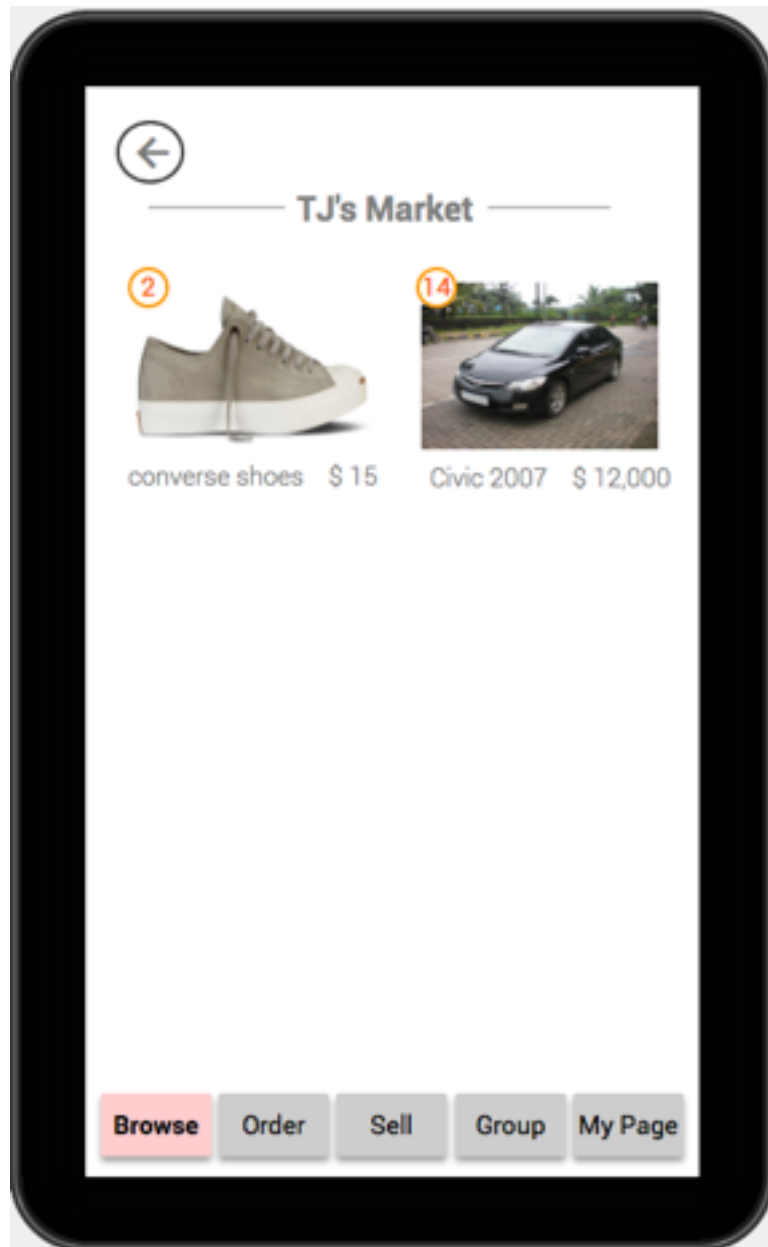 TJ's Market
2
14
converse shoes $ 15
Civic 2007 $ 12,000
Browse Order Sell Group My Page